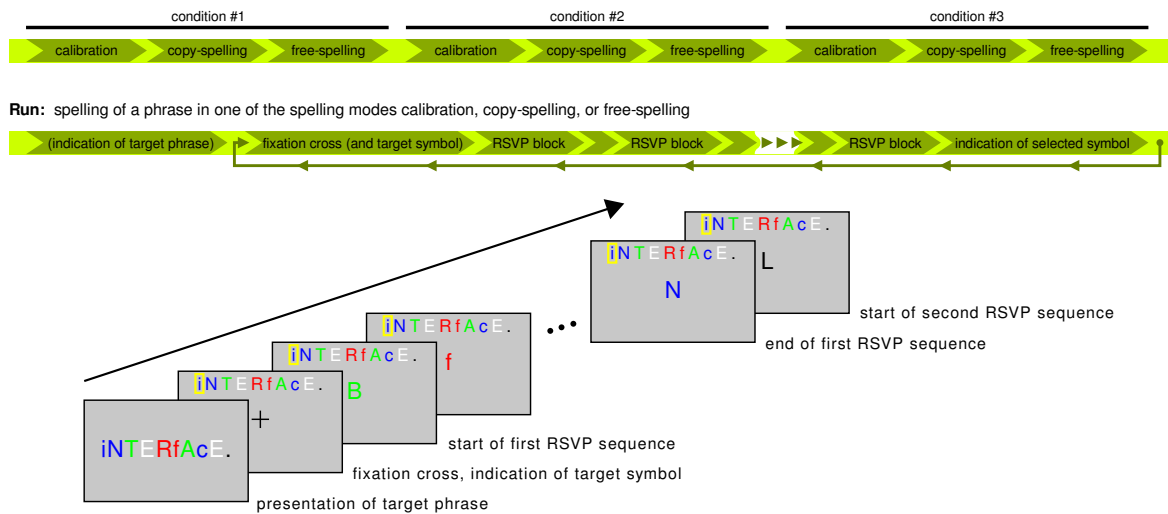 condition #1 condition #2 condition #3
calibration copy-spelling free-spelling calibration copy-spelling free-spelling calibration copy-spelling free-spelling
Run: spelling of a phrase in one of the spelling modes calibration, copy-spelling, or free-spelling
(indication of target phrase) fixation cross (and target symbol) RSVP block RSVP block RSVP block indication of selected symbol
iNTERfAcE.
L
iNTERfAcE.
N
start of second RSVP sequence
end of first RSVP sequence
iNTERfAcE.
f
iNTERfAcE.
B
iNTERfAcE.
+
iNTERfAcE.
start of first RSVP sequence
fixation cross, indication of target symbol
presentation of target phrase